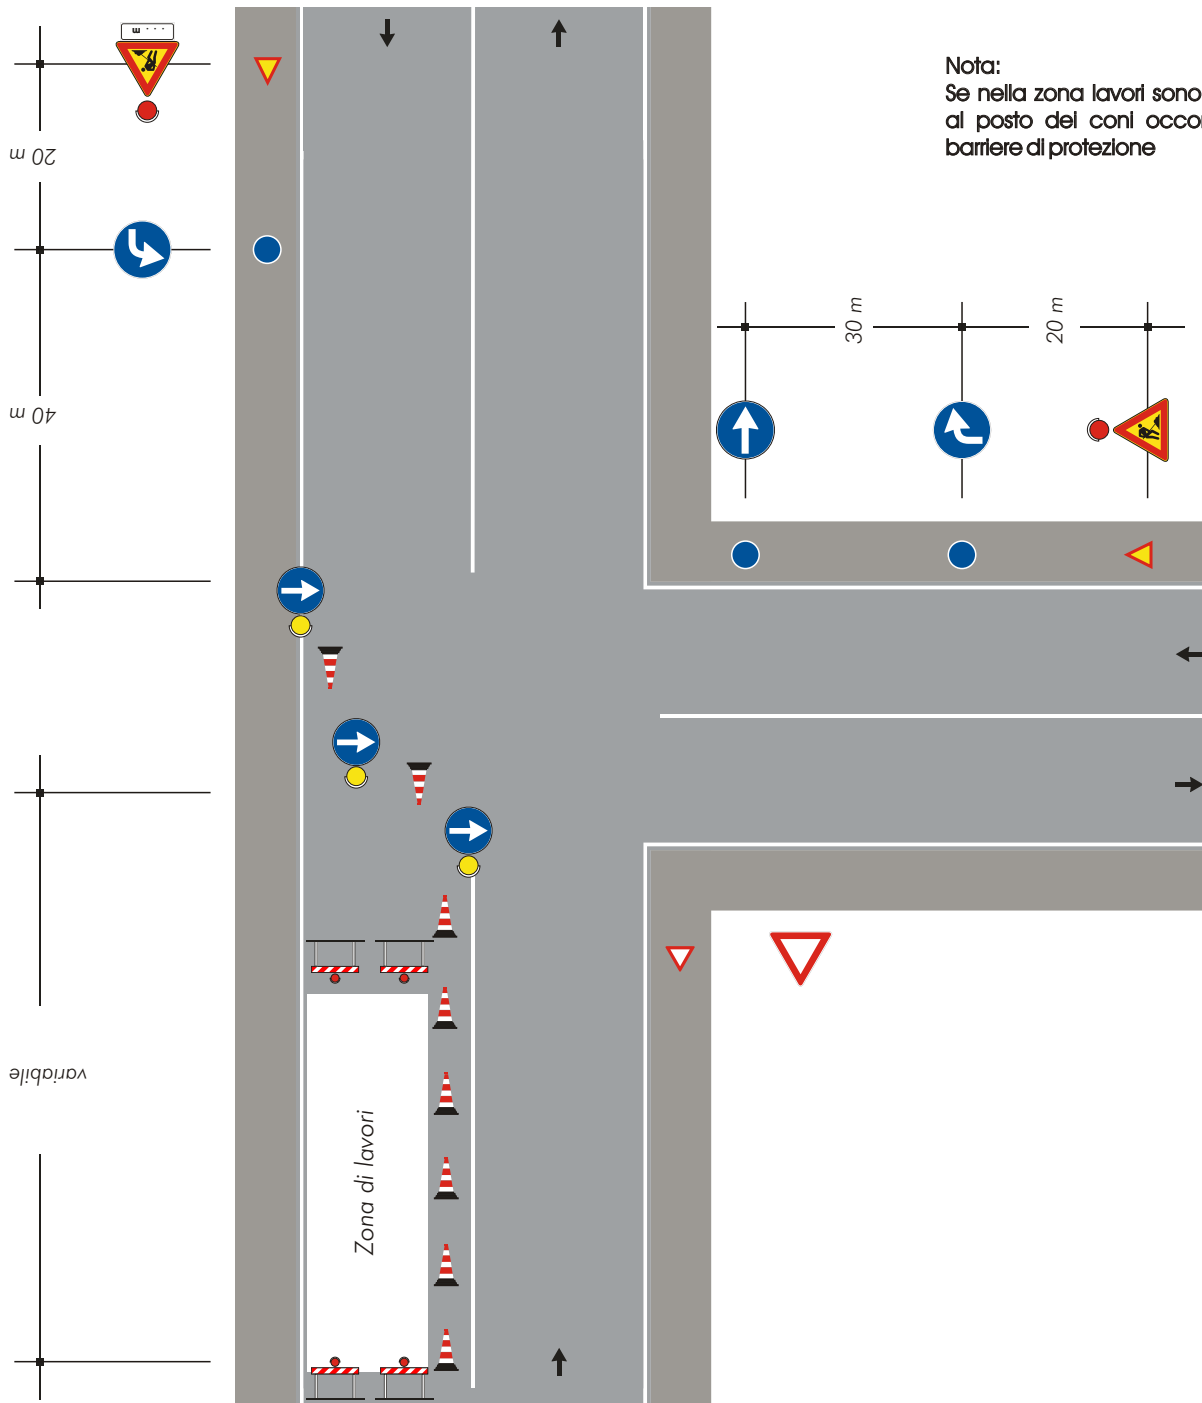 Nota:
Se nella zona lavori sono
al posto dei coni
barriere di protezione
20 m
40 m
variabile
30 m
20 m
Zona di lavori